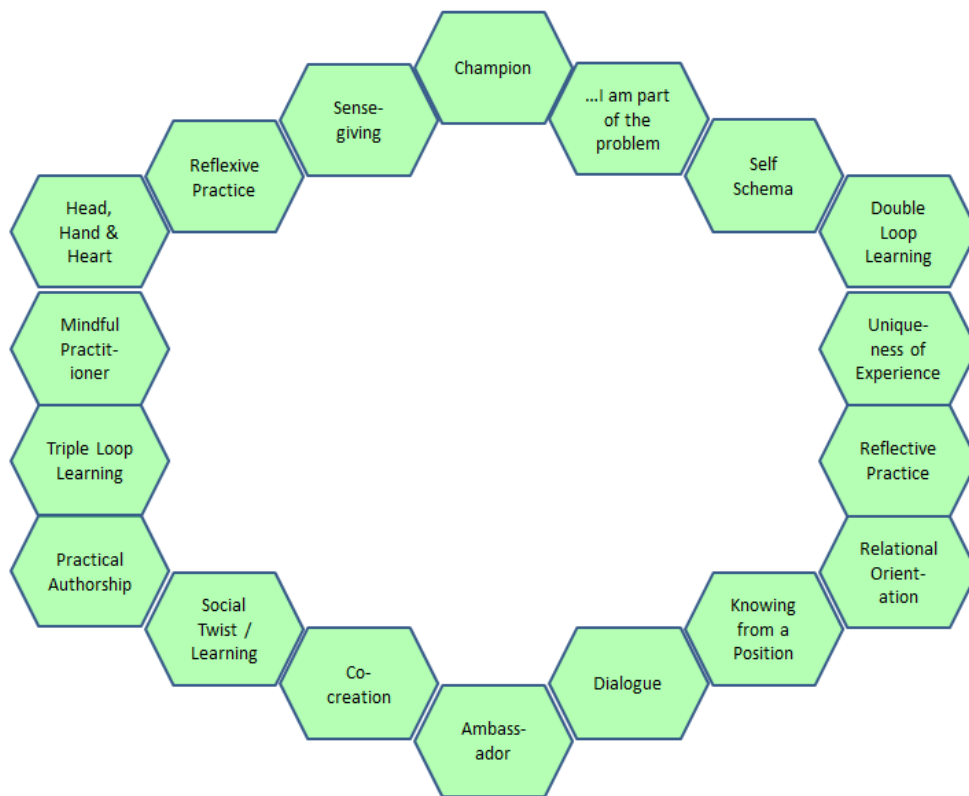 Champion
...I am part
of the
problem
Self
Schema
Double
Loop
Learning
Unique-
ness of
Experience
Reflective
Practice
Relational
Orient-
ation
Knowing
from a
Position
Dialogue
Ambass-
ador
Co-
creation
Social
Twist /
Learning
Practical
Authorship
Triple Loop
Learning
Mindful
Practit-
ioner
Head,
Hand &
Heart
Reflexive
Practice
Sense-
giving